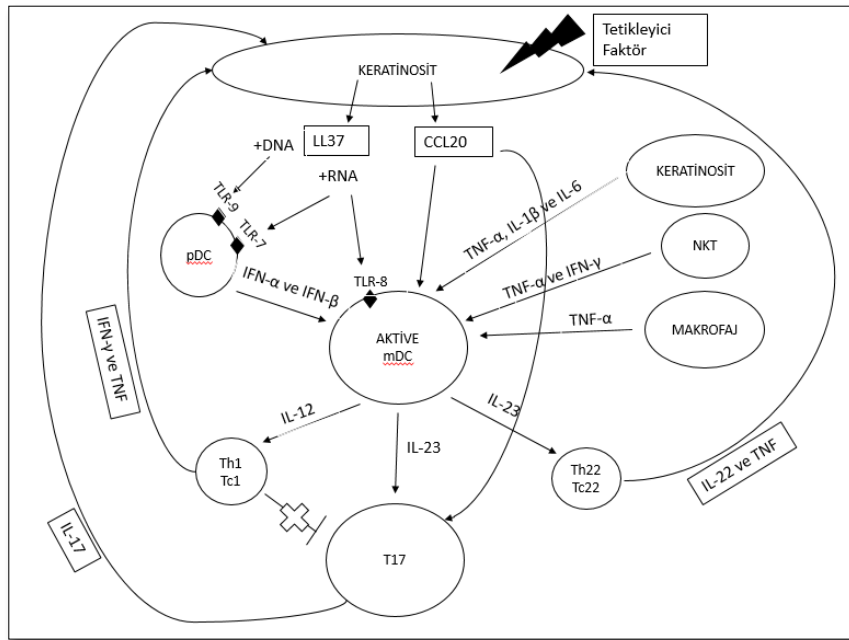 Tetikleyici
Faktör
KERATİNOSİT
LL37
CCL20
+DNA
+RNA
KERATİNOSİT
TLR-9
TLR-7
TNF-α, IL-1β ve IL-6
NKT
pDC
IFN-α ve IFN-β
TLR-8
TNF-α ve IFN-γ
TNF-α
MAKROFAJ
AKTİVE
mDC
IFN-γ ve TNF
IL-12
IL-23
IL-23
Th1
Tc1
Th22
Tc22
IL-22 ve TNF
IL-17
T17